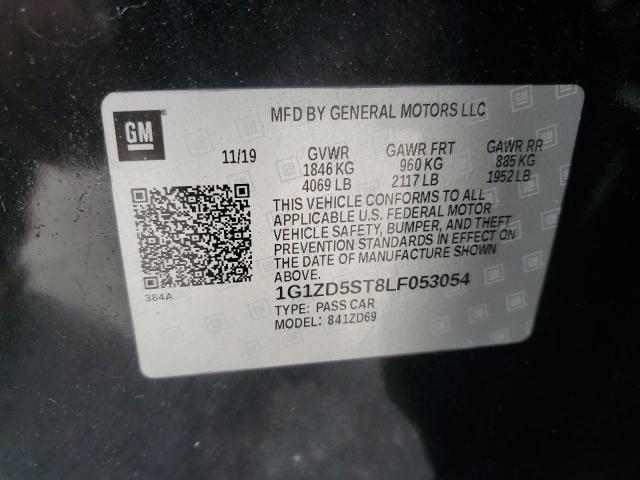 GM
MFD BY GENERAL MOTORS LLC
11/19 GVWR GAWR FRT GAWR RR
1846 KG 960 KG 885 KG
4069 LB 2117 LB 1952 LB
THIS VEHICLE CONFORMS TO ALL
APPLICABLE U.S. FEDERAL MOTOR
VEHICLE SAFETY, BUMPER, AND THEFT
PREVENTION STANDARDS IN EFFECT ON
THE DATE OF MANUFACTURE SHOWN
ABOVE.
384A
1G1ZD5ST8LF053054
TYPE: PASS CAR
MODEL: 841ZD69